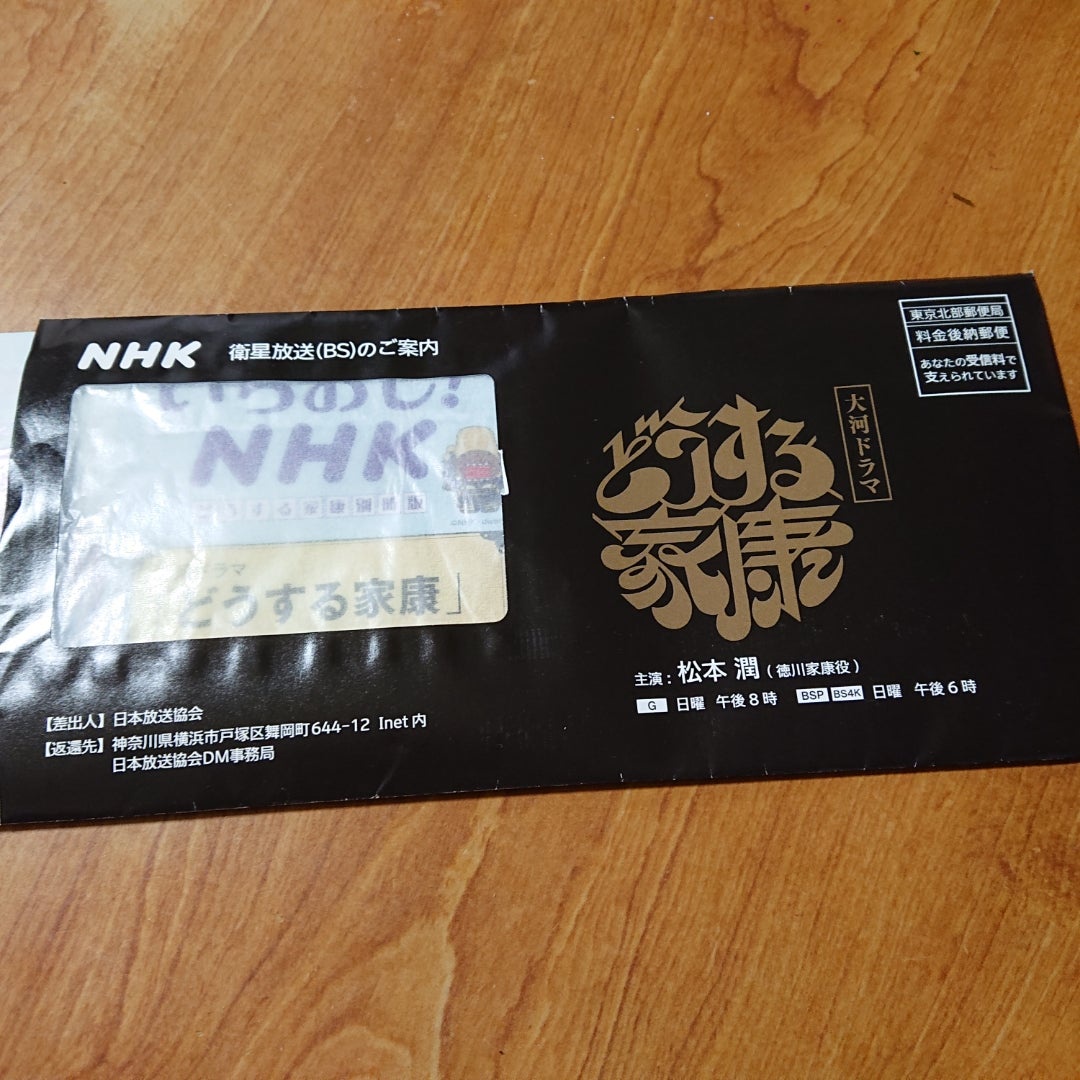 NHK 衛星放送(BS)のご案内
いちおし!
NHK
どうする家康」
【差出人】日本放送協会
【返還先】神奈川県横浜市戸塚区舞岡町644-12 Inet内
日本放送協会DM事務局
東京北部郵便局
料金後納郵便
あなたの受信料で
支えられています
大河ドラマ
どうする
家康
主演:松本 潤(徳川家康役)
G 日曜 午後8時 BSP BS4K 日曜 午後6時